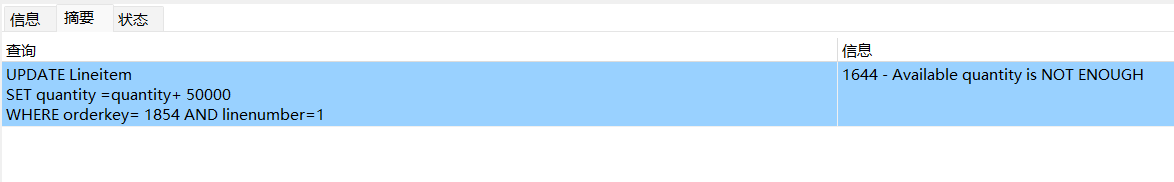 信息 摘要 状态
查询 信息
UPDATE Lineitem 1644 - Available quantity is NOT ENOUGH
SET quantity =quantity+ 50000
WHERE orderkey= 1854 AND linenumber=1